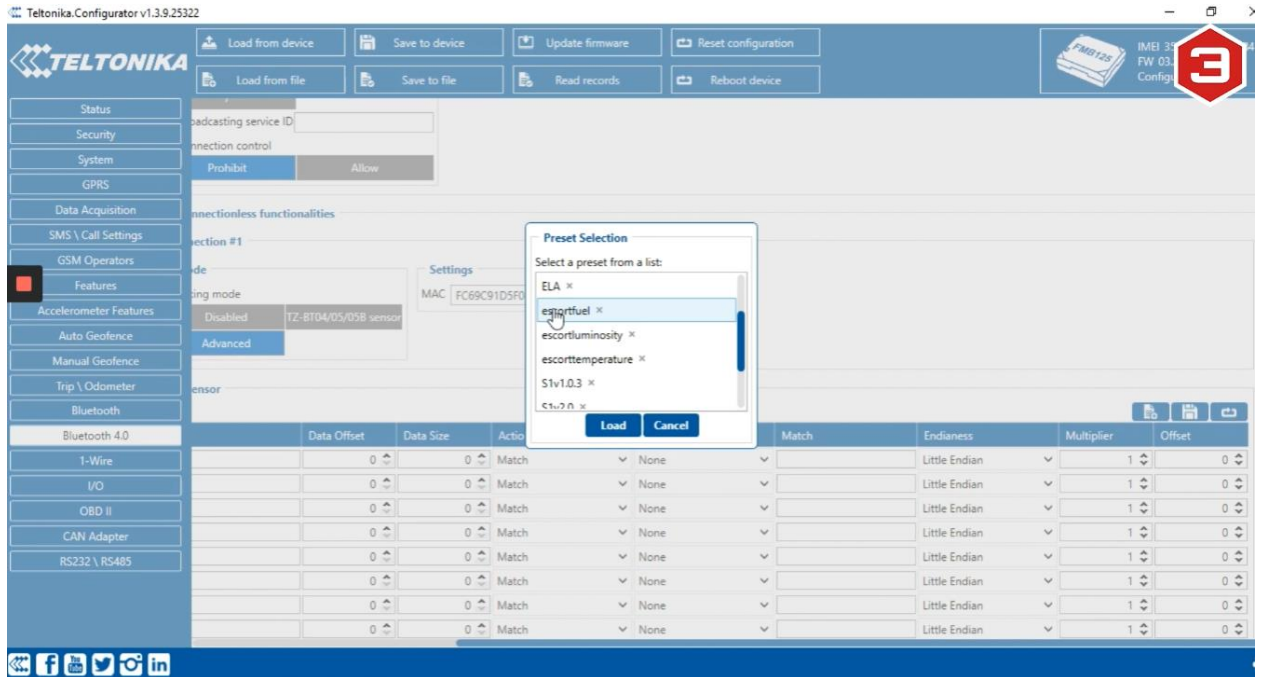 Teltonika.Configurator v1.3.9.25322
TELTONIKA
Load from device
Save to device
Update firmware
Reset configuration
Load from file
Save to file
Read records
Reboot device
FMB125
IMEI 35
FW 03.
Э
Status
Security
System
GPRS
Data Acquisition
SMS \ Call Settings
GSM Operators
Features
Accelerometer Features
Auto Geofence
Manual Geofence
Trip \ Odometer
Bluetooth
Bluetooth 4.0
1-Wire
I/O
OBD II
CAN Adapter
RS232 \ RS485
oadcasting service ID
nnection control
Prohibit Allow
nnectionless functionalities
nection #1
de
king mode
Disabled TZ-BT04/05/05B sensor
Advanced
Settings
MAC FC69C91D5F0
Preset Selection
Select a preset from a list:
ELA ×
escortfuel ×
escortluminosity ×
escorttemperature ×
S1v1.0.3 ×
S1v2.0 ×
Load Cancel
ensor
Data Offset Data Size Actio Match Endianess Multiplier Offset
0 0 Match None Little Endian 1 0
0 0 Match None Little Endian 1 0
0 0 Match None Little Endian 1 0
0 0 Match None Little Endian 1 0
0 0 Match None Little Endian 1 0
0 0 Match None Little Endian 1 0
0 0 Match None Little Endian 1 0
0 0 Match None Little Endian 1 0
f You Tube in